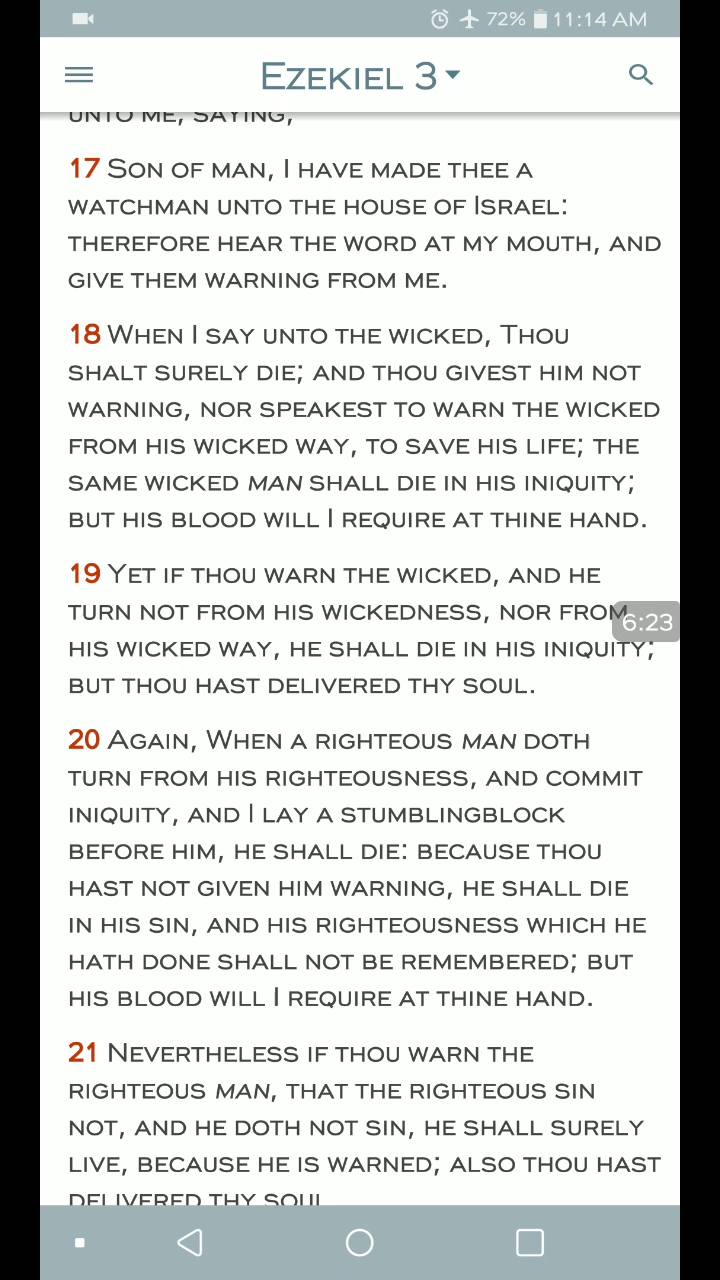 72% 11:14 AM
Ezekiel 3
unto me, saying,
17 Son of man, I have made thee a
watchman unto the house of Israel:
therefore hear the word at my mouth, and
give them warning from me.
18 When I say unto the wicked, Thou
shalt surely die; and thou givest him not
warning, nor speakest to warn the wicked
from his wicked way, to save his life; the
same wicked man shall die in his iniquity;
but his blood will I require at thine hand.
19 Yet if thou warn the wicked, and he
turn not from his wickedness, nor from
6:23
his wicked way, he shall die in his iniquity;
but thou hast delivered thy soul.
20 Again, When a righteous man doth
turn from his righteousness, and commit
iniquity, and I lay a stumblingblock
before him, he shall die: because thou
hast not given him warning, he shall die
in his sin, and his righteousness which he
hath done shall not be remembered; but
his blood will I require at thine hand.
21 Nevertheless if thou warn the
righteous man, that the righteous sin
not, and he doth not sin, he shall surely
live, because he is warned; also thou hast
delivered thy soul